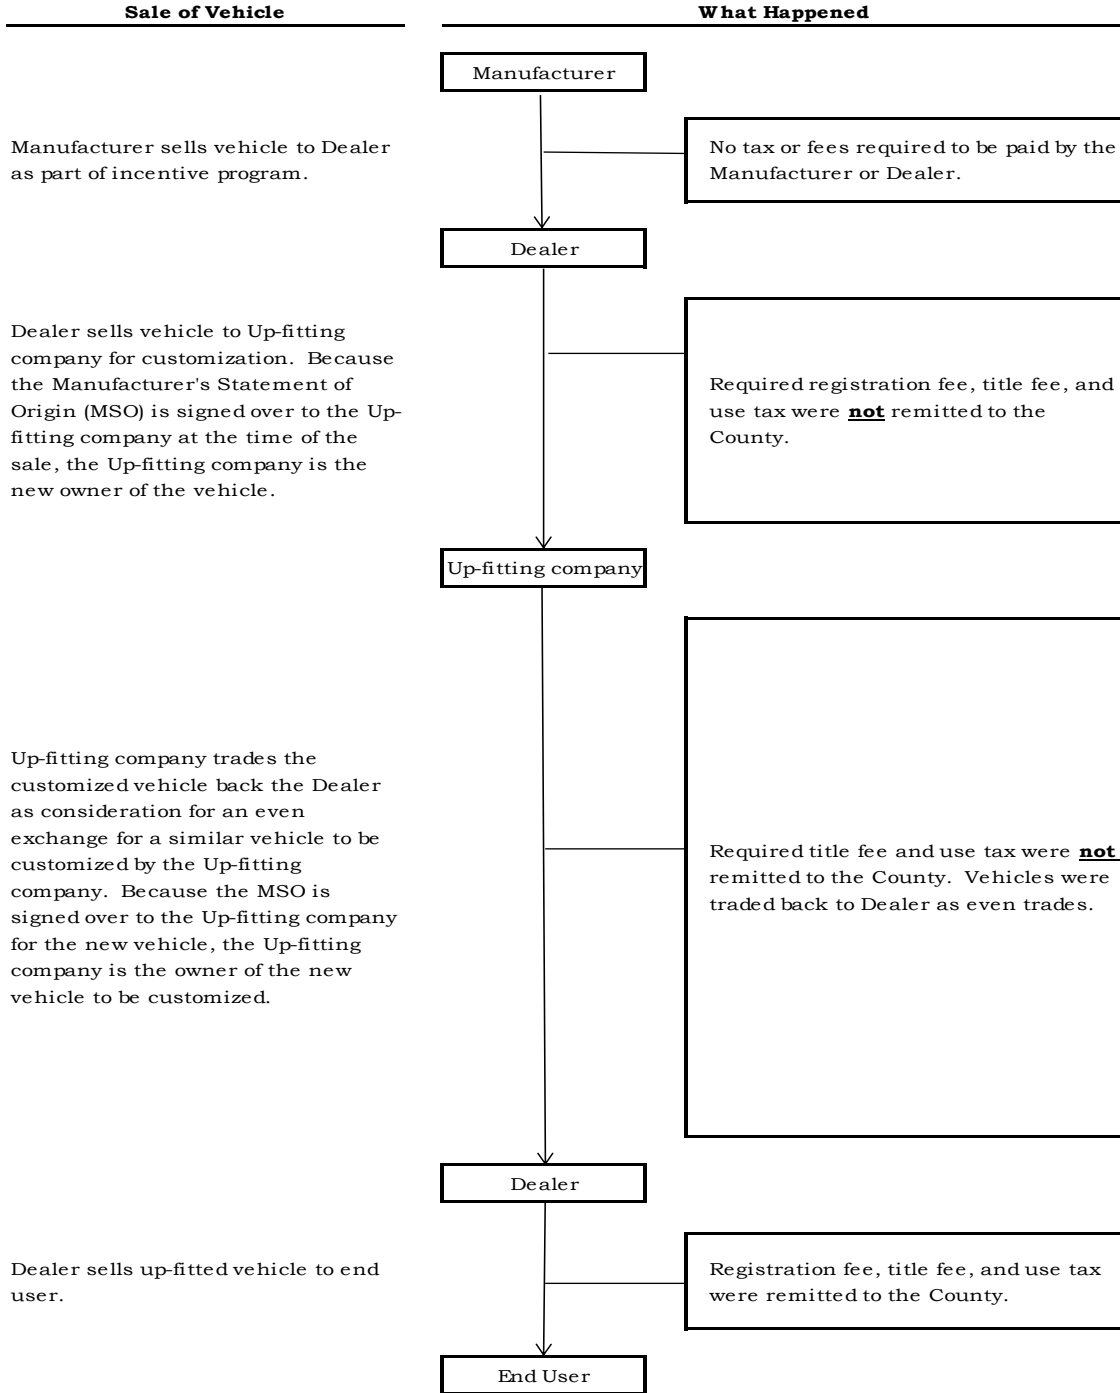 Sale of Vehicle
What Happened
Manufacturer
Manufacturer sells vehicle to Dealer
as part of incentive program.
No tax or fees required to be paid by the
Manufacturer or Dealer.
Dealer
Dealer sells vehicle to Up-fitting
company for customization.  Because
the Manufacturer's Statement of
Origin (MSO) is signed over to the Up-
fitting company at the time of the
sale, the Up-fitting company is the
new owner of the vehicle.
Required registration fee, title fee, and
use tax were not remitted to the
County.
Up-fitting company
Up-fitting company trades the
customized vehicle back the Dealer
as consideration for an even
exchange for a similar vehicle to be
customized by the Up-fitting
company.  Because the MSO is
signed over to the Up-fitting company
for the new vehicle, the Up-fitting
company is the owner of the new
vehicle to be customized.
Required title fee and use tax were not
remitted to the County.  Vehicles were
traded back to Dealer as even trades.
Dealer
Dealer sells up-fitted vehicle to end
user.
Registration fee, title fee, and use tax
were remitted to the County.
End User